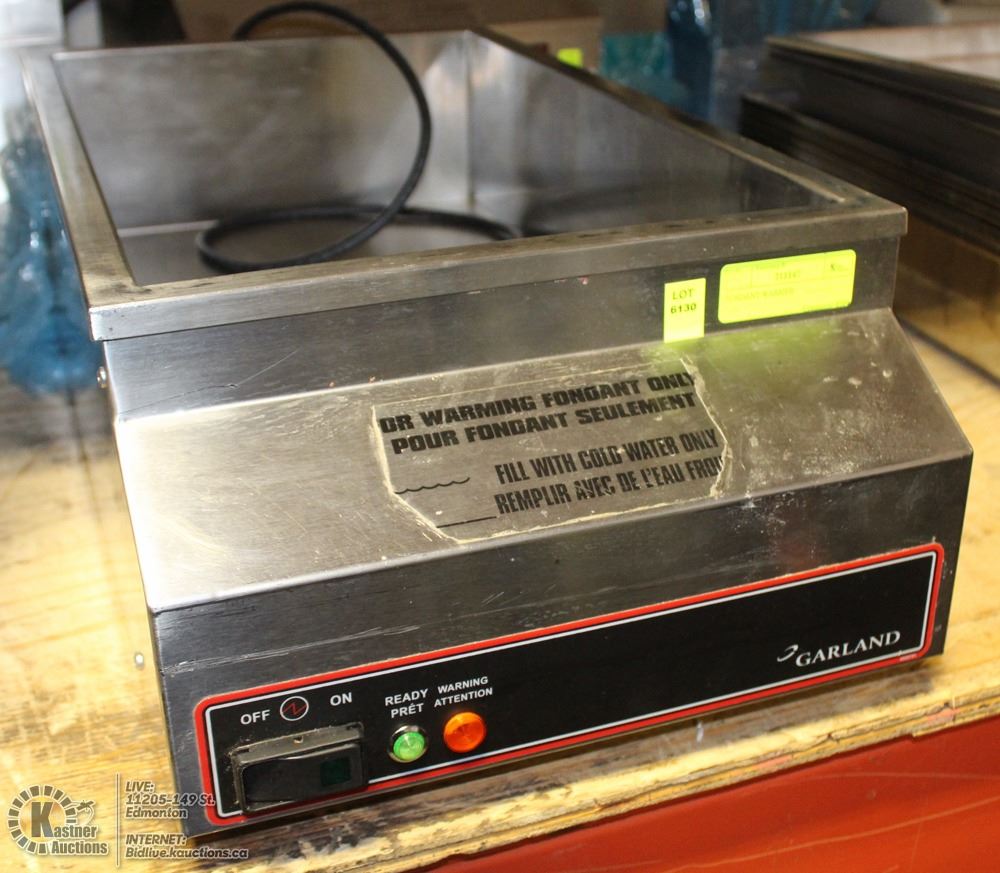 LOT
6130
OR WARMING FONDANT ONLY
POUR FONDANT SEULEMENT
FILL WITH COLD WATER ONLY
REMPLIR AVEC DE L'EAU FROI
GARLAND
OFF ON
READY
PRÉT
WARNING
ATTENTION
Kastner
Auctions
LIVE:
11205-149 St.
Edmonton
INTERNET:
Bidlive.kauctions.ca